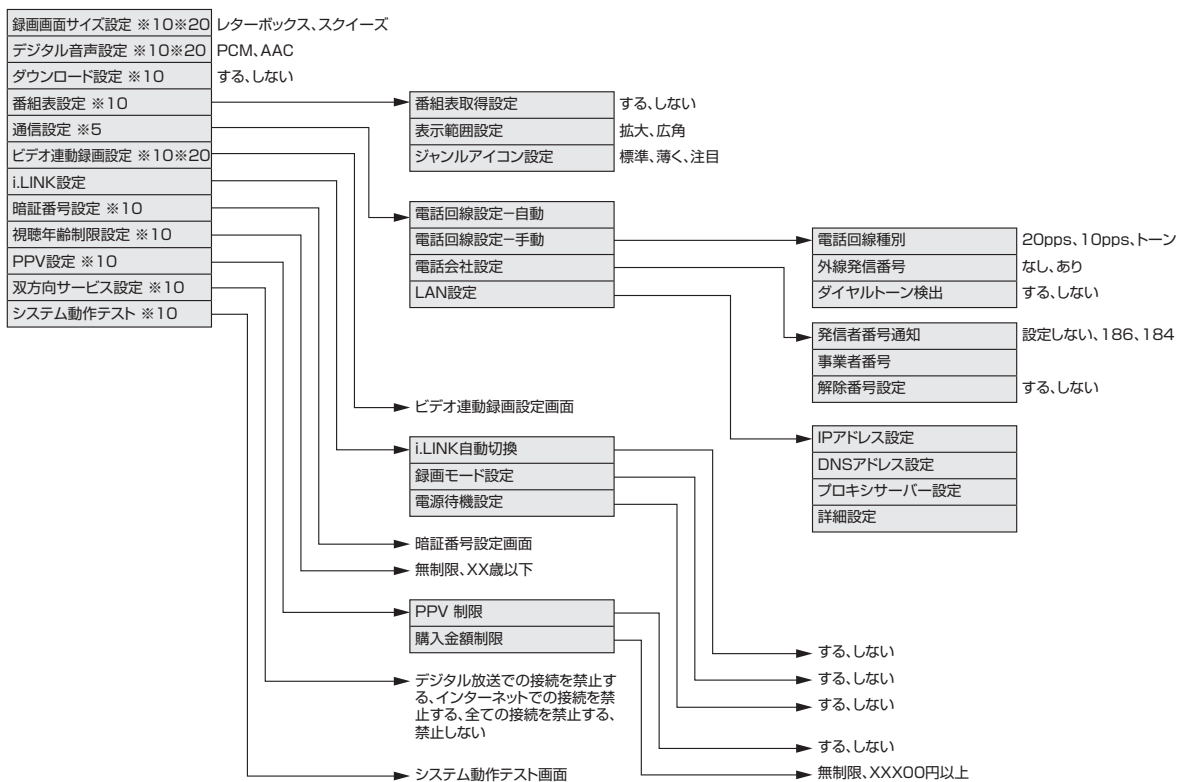 録画画面サイズ設定 ※10※20 レターボックス、スクイーズ
デジタル音声設定 ※10※20 PCM、AAC
ダウンロード設定 ※10 する、しない
番組表設定 ※10
通信設定 ※5
ビデオ連動録画設定 ※10※20
i.LINK設定
暗証番号設定 ※10
視聴年齢制限設定 ※10
PPV設定 ※10
双方向サービス設定 ※10
システム動作テスト ※10
番組表取得設定 する、しない
表示範囲設定 拡大、広角
ジャンルアイコン設定 標準、薄く、注目
電話回線設定−自動
電話回線設定−手動
電話会社設定
LAN設定
電話回線種別 20pps、10pps、トーン
外線発信番号 なし、あり
ダイヤルトーン検出 する、しない
発信者番号通知 設定しない、186、184
事業者番号
解除番号設定 する、しない
IPアドレス設定
DNSアドレス設定
プロキシサーバー設定
詳細設定
ビデオ連動録画設定画面
i.LINK自動切換
録画モード設定
電源待機設定
暗証番号設定画面
無制限、XX歳以下
PPV 制限
購入金額制限
する、しない
する、しない
する、しない
デジタル放送での接続を禁止す
る、インターネットでの接続を禁
止する、全ての接続を禁止する、
禁止しない
する、しない
無制限、XXX00円以上
システム動作テスト画面